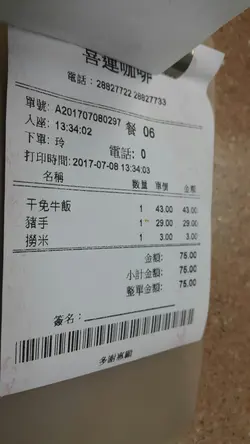 喜運咖啡
電話：28827722 28827733
單號: A201707080297 餐 06
入座: 13:34:02
下單: 玲 電話: 0
打印時間: 2017-07-08 13:34:03
名稱 數量 單價 金額
干免牛飯 1 43.00 43.00
豬手 1 29.00 29.00
撈米 1 3.00 3.00
金額: 75.00
小計金額: 75.00
整單金額: 75.00
簽名: